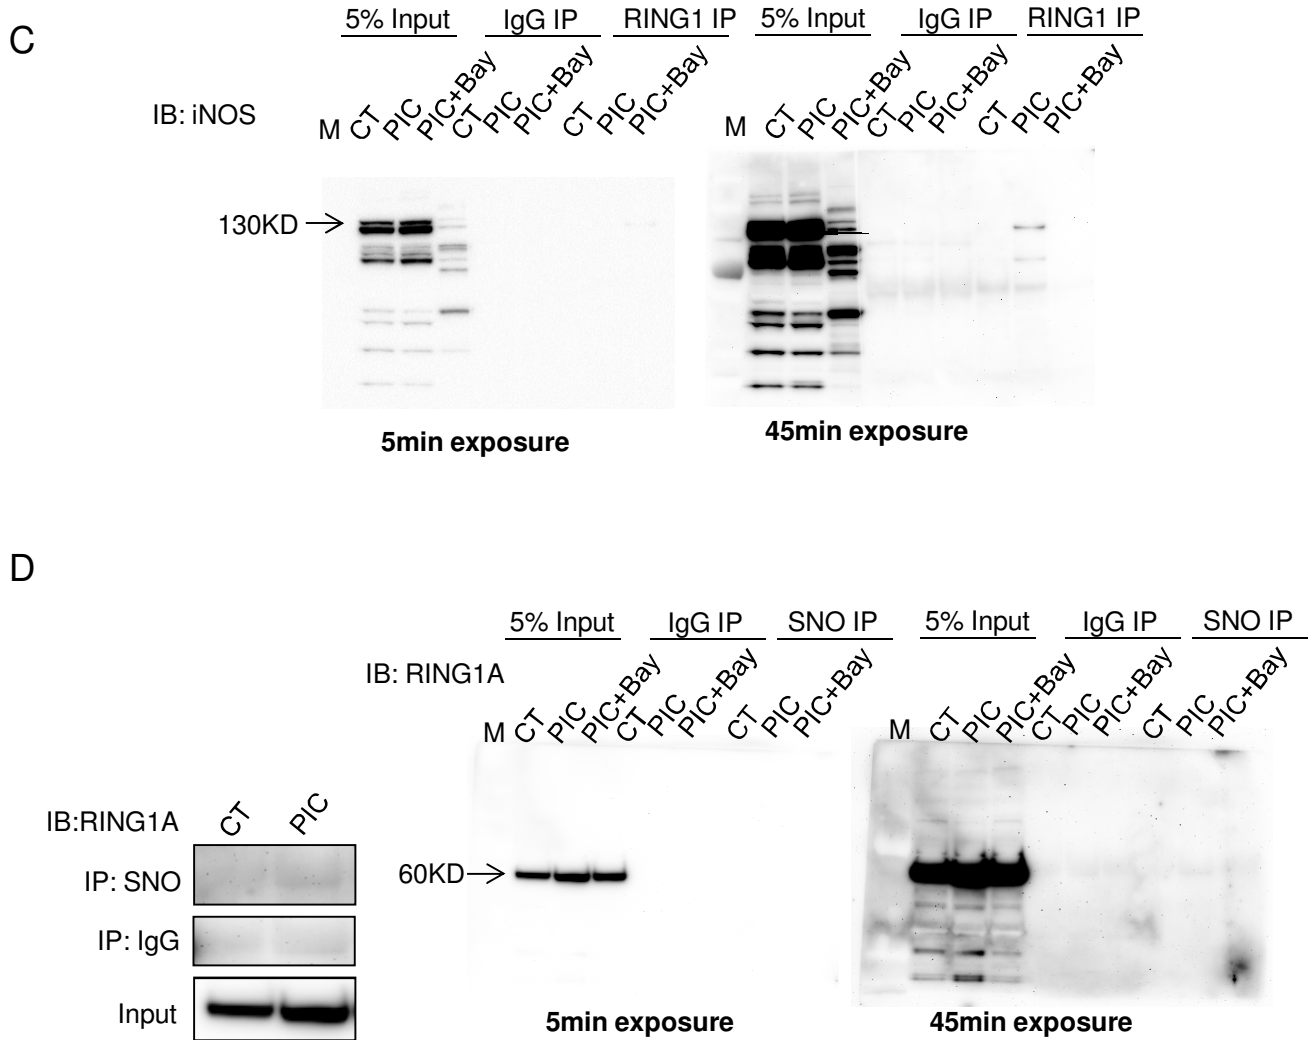 C
5% Input IgG IP RING1 IP 5% Input IgG IP RING1 IP
IB: iNOS M CT PIC PIC+Bay CT PIC PIC+Bay CT PIC PIC+Bay M CT PIC PIC+Bay CT PIC PIC+Bay CT PIC PIC+Bay
130KD
5min exposure 45min exposure
D
5% Input IgG IP SNO IP 5% Input IgG IP SNO IP
IB: RING1A
M CT PIC PIC+Bay CT PIC PIC+Bay CT PIC PIC+Bay M CT PIC PIC+Bay CT PIC PIC+Bay CT PIC PIC+Bay
IB:RING1A CT PIC
60KD
IP: SNO
IP: IgG
Input
5min exposure 45min exposure